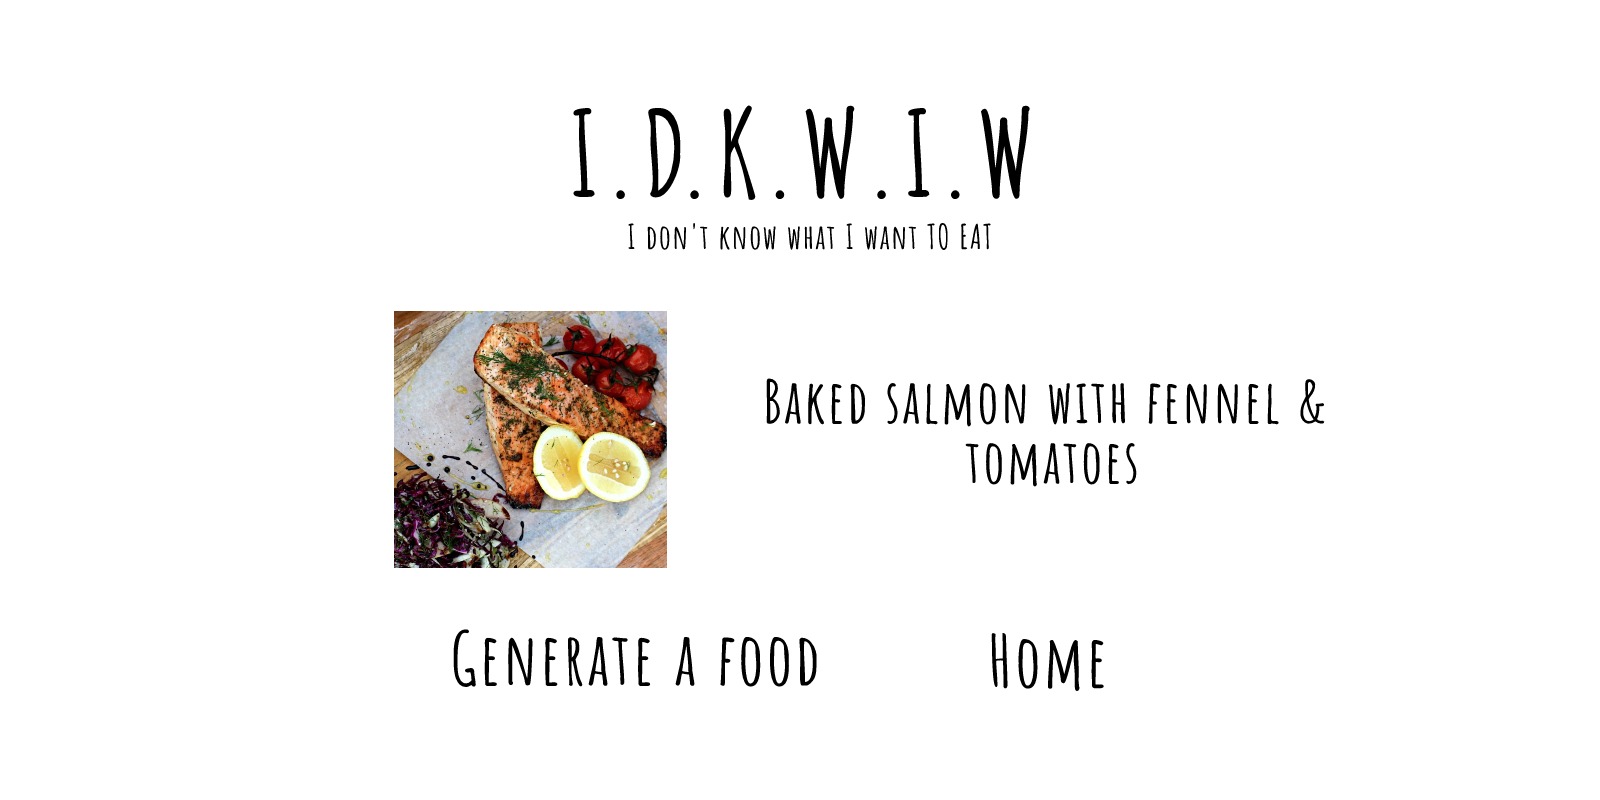 I.D.K.W.I.W
I DON'T KNOW WHAT I WANT TO EAT
BAKED SALMON WITH FENNEL &
TOMATOES
GENERATE A FOOD
HOME